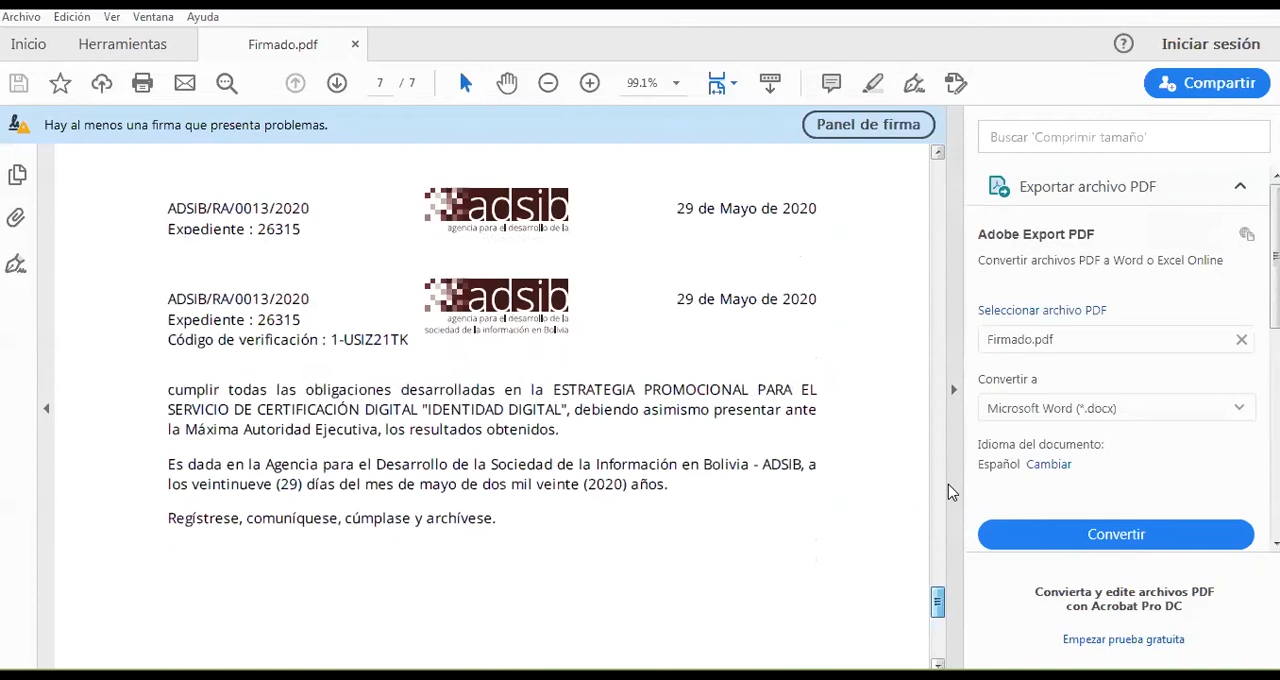 Archivo Edición Ver Ventana Ayuda
Inicio Herramientas Firmado.pdf × ? Iniciar sesión
7 / 7 99.1% Compartir
Hay al menos una firma que presenta problemas. Panel de firma
ADSIB/RA/0013/2020 adsib 29 de Mayo de 2020
Expediente : 26315 agencia para el desarrollo de la
ADSIB/RA/0013/2020 adsib 29 de Mayo de 2020
Expediente : 26315 agencia para el desarrollo de la
sociedad de la información en Bolivia
Código de verificación : 1-USIZ21TK
cumplir todas las obligaciones desarrolladas en la ESTRATEGIA PROMOCIONAL PARA EL
SERVICIO DE CERTIFICACIÓN DIGITAL "IDENTIDAD DIGITAL", debiendo asimismo presentar ante
la Máxima Autoridad Ejecutiva, los resultados obtenidos.
Es dada en la Agencia para el Desarrollo de la Sociedad de la Información en Bolivia - ADSIB, a
los veintinueve (29) días del mes de mayo de dos mil veinte (2020) años.
Regístrese, comuníquese, cúmplase y archívese.
Buscar 'Comprimir tamaño'
Exportar archivo PDF
Adobe Export PDF
Convertir archivos PDF a Word o Excel Online
Seleccionar archivo PDF
Firmado.pdf ×
Convertir a
Microsoft Word (*.docx)
Idioma del documento:
Español Cambiar
Convertir
Convierta y edite archivos PDF
con Acrobat Pro DC
Empezar prueba gratuita